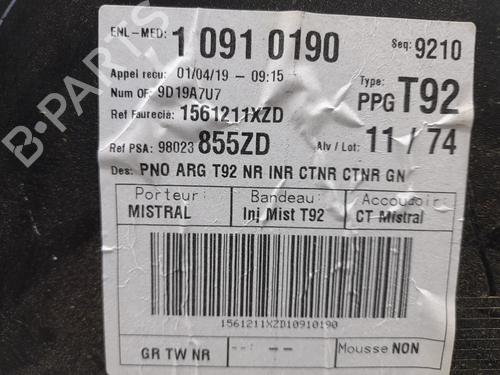 ENL-MED: 1 091 0190 Seq: 9210
Appel recu: 01/04/19 - 09:15 Type:
Num OF: 9D19A7U7 PPG T92
Ref Faurecia: 1561211XZD
Ref PSA: 98023 855ZD Alv / Lot: 11 / 74
Des: PNO ARG T92 NR INR CTNR CTNR GN
Porteur: Bandeau: Accoudoir:
MISTRAL Inj Mist T92 CT Mistral
1561211XZD10910190
GR TW NR --: -- Mousse NON
B-PARTS